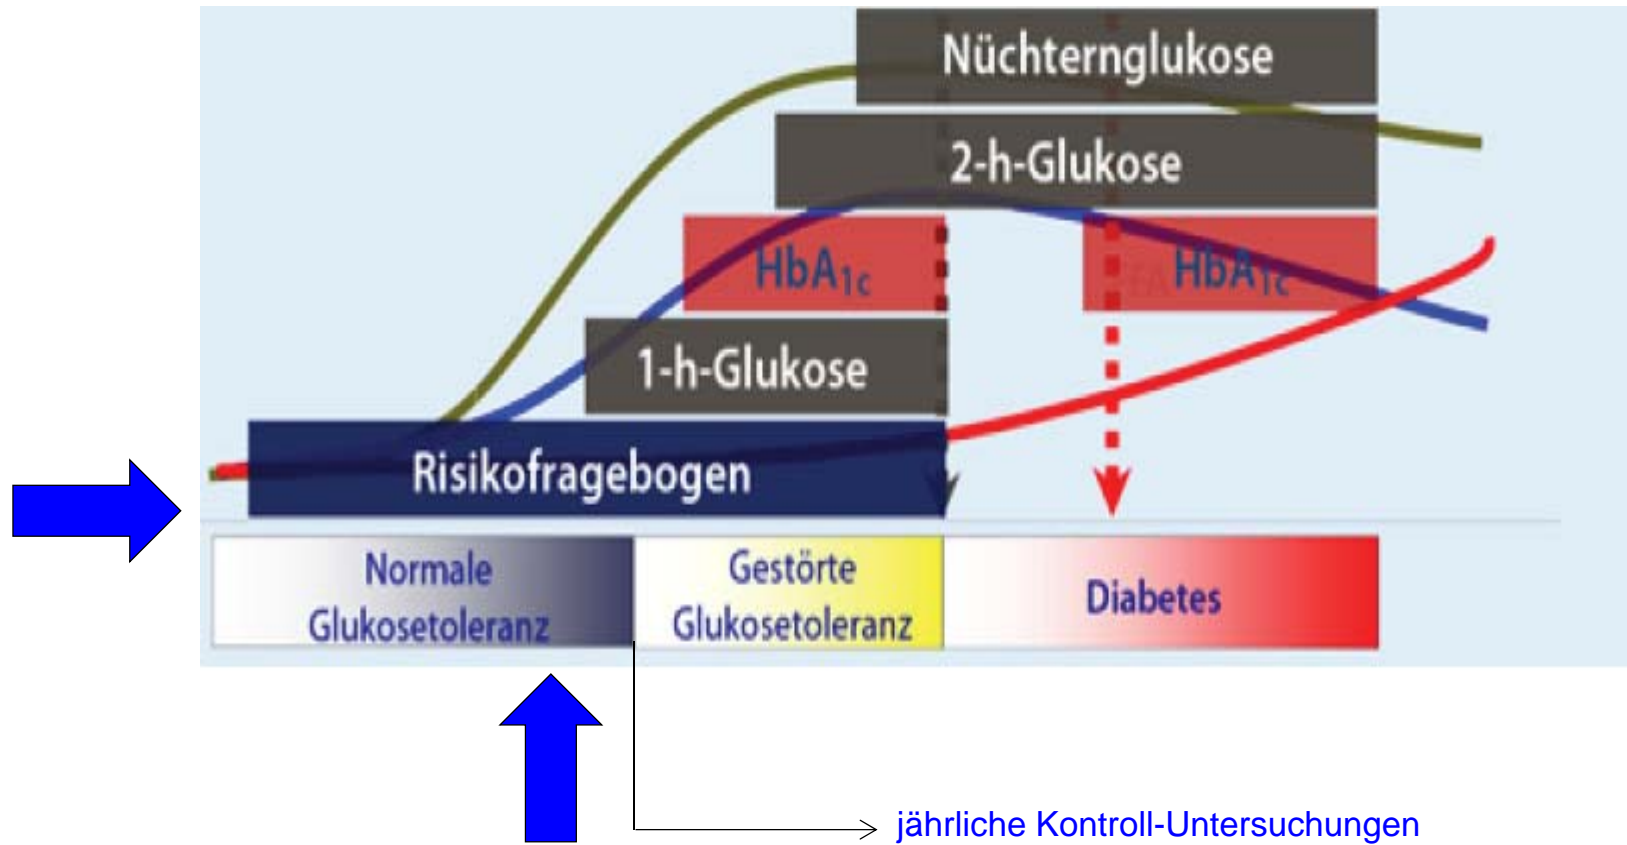 Nüchternglukose
2-h-Glukose
HbA1c HbA1c
1-h-Glukose
Risikofragebogen
Normale
Glukosetoleranz
Gestörte
Glukosetoleranz
Diabetes
jährliche Kontroll-Untersuchungen